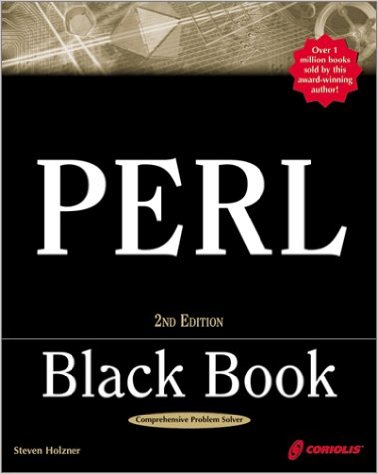 Over 1
million books
sold by this
award-winning
author!
PERL
2ND EDITION
Black Book
Comprehensive Problem Solver
Steven Holzner
CORIOLIS™